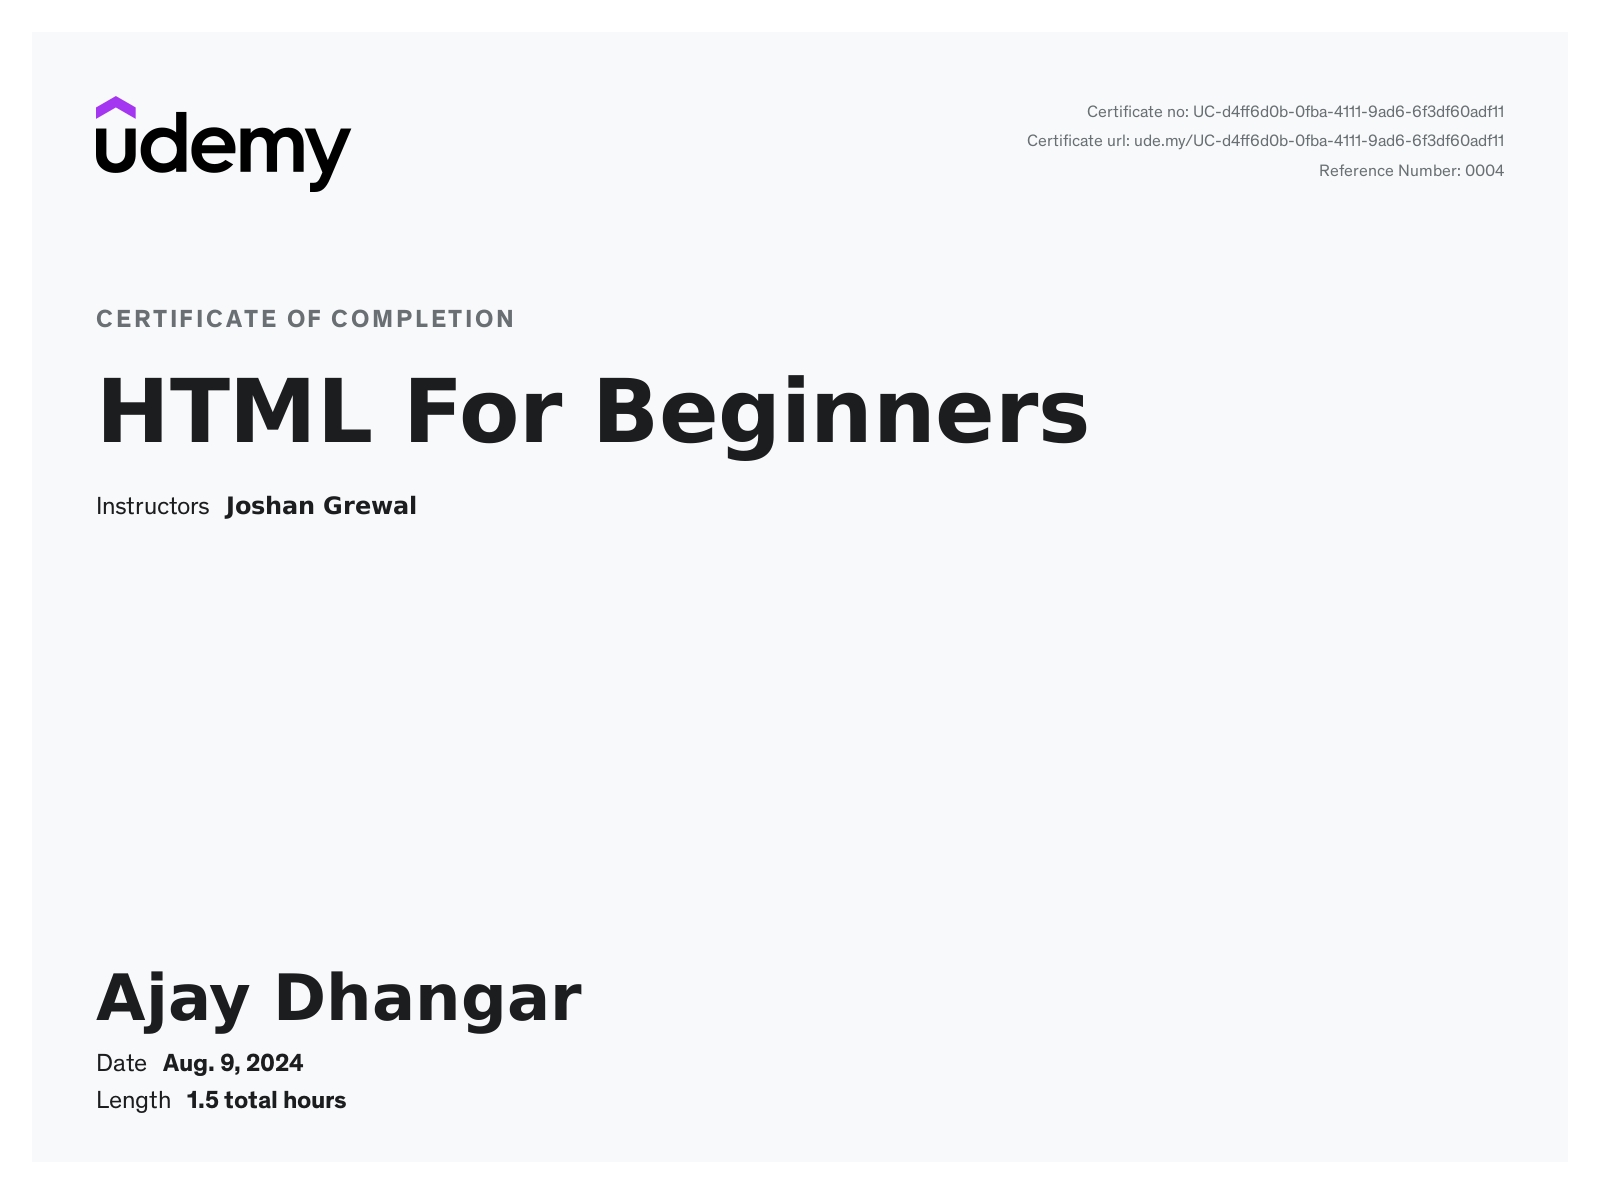 udemy
Certificate no: UC-d4ff6d0b-0fba-4111-9ad6-6f3df60adf11
Certificate url: ude.my/UC-d4ff6d0b-0fba-4111-9ad6-6f3df60adf11
Reference Number: 0004
CERTIFICATE OF COMPLETION
HTML For Beginners
Instructors Joshan Grewal
Ajay Dhangar
Date Aug. 9, 2024
Length 1.5 total hours